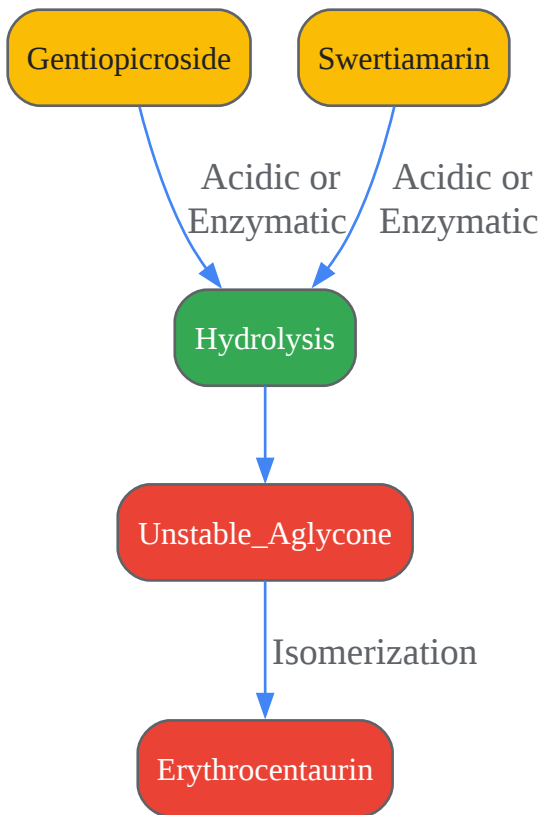 Gentiopicroside
Swertiamarin
Acidic or
Enzymatic
Acidic or
Enzymatic
Hydrolysis
Unstable_Aglycone
Isomerization
Erythrocentaurin